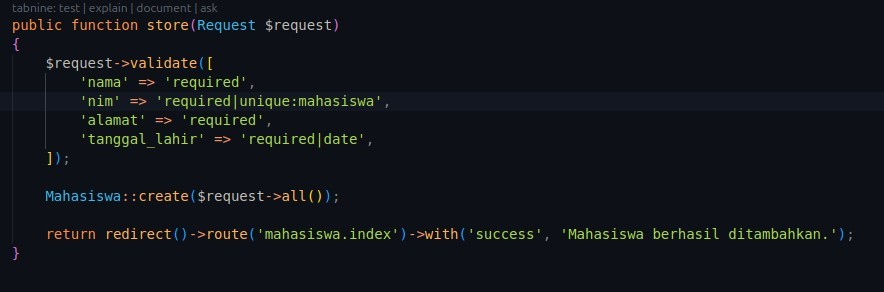 tabnine: test | explain | document | ask
public function store(Request $request)
{
    $request->validate([
        'nama' => 'required',
        'nim' => 'required|unique:mahasiswa',
        'alamat' => 'required',
        'tanggal_lahir' => 'required|date',
    ]);
    Mahasiswa::create($request->all());
    return redirect()->route('mahasiswa.index')->with('success', 'Mahasiswa berhasil ditambahkan.');
}